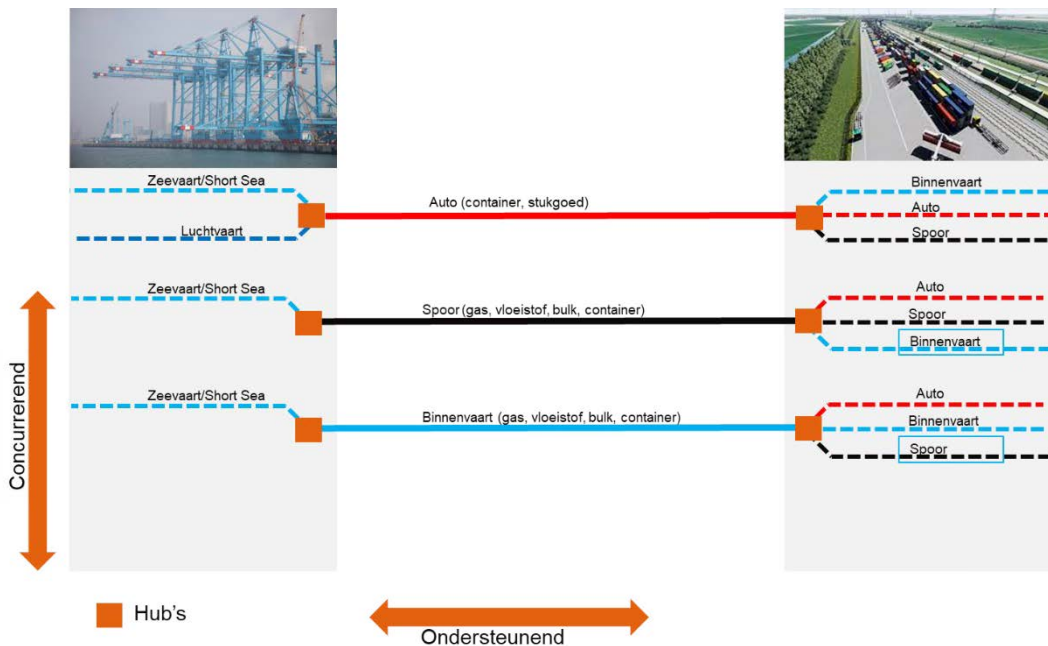 Zeevaart/Short Sea
Luchtvaart
Auto (container, stukgoed)
Binnenvaart
Auto
Spoor
Zeevaart/Short Sea
Spoor (gas, vloeistof, bulk, container)
Auto
Spoor
Binnenvaart
Zeevaart/Short Sea
Binnenvaart (gas, vloeistof, bulk, container)
Auto
Binnenvaart
Spoor
Concurrerend
Hub's
Ondersteunend